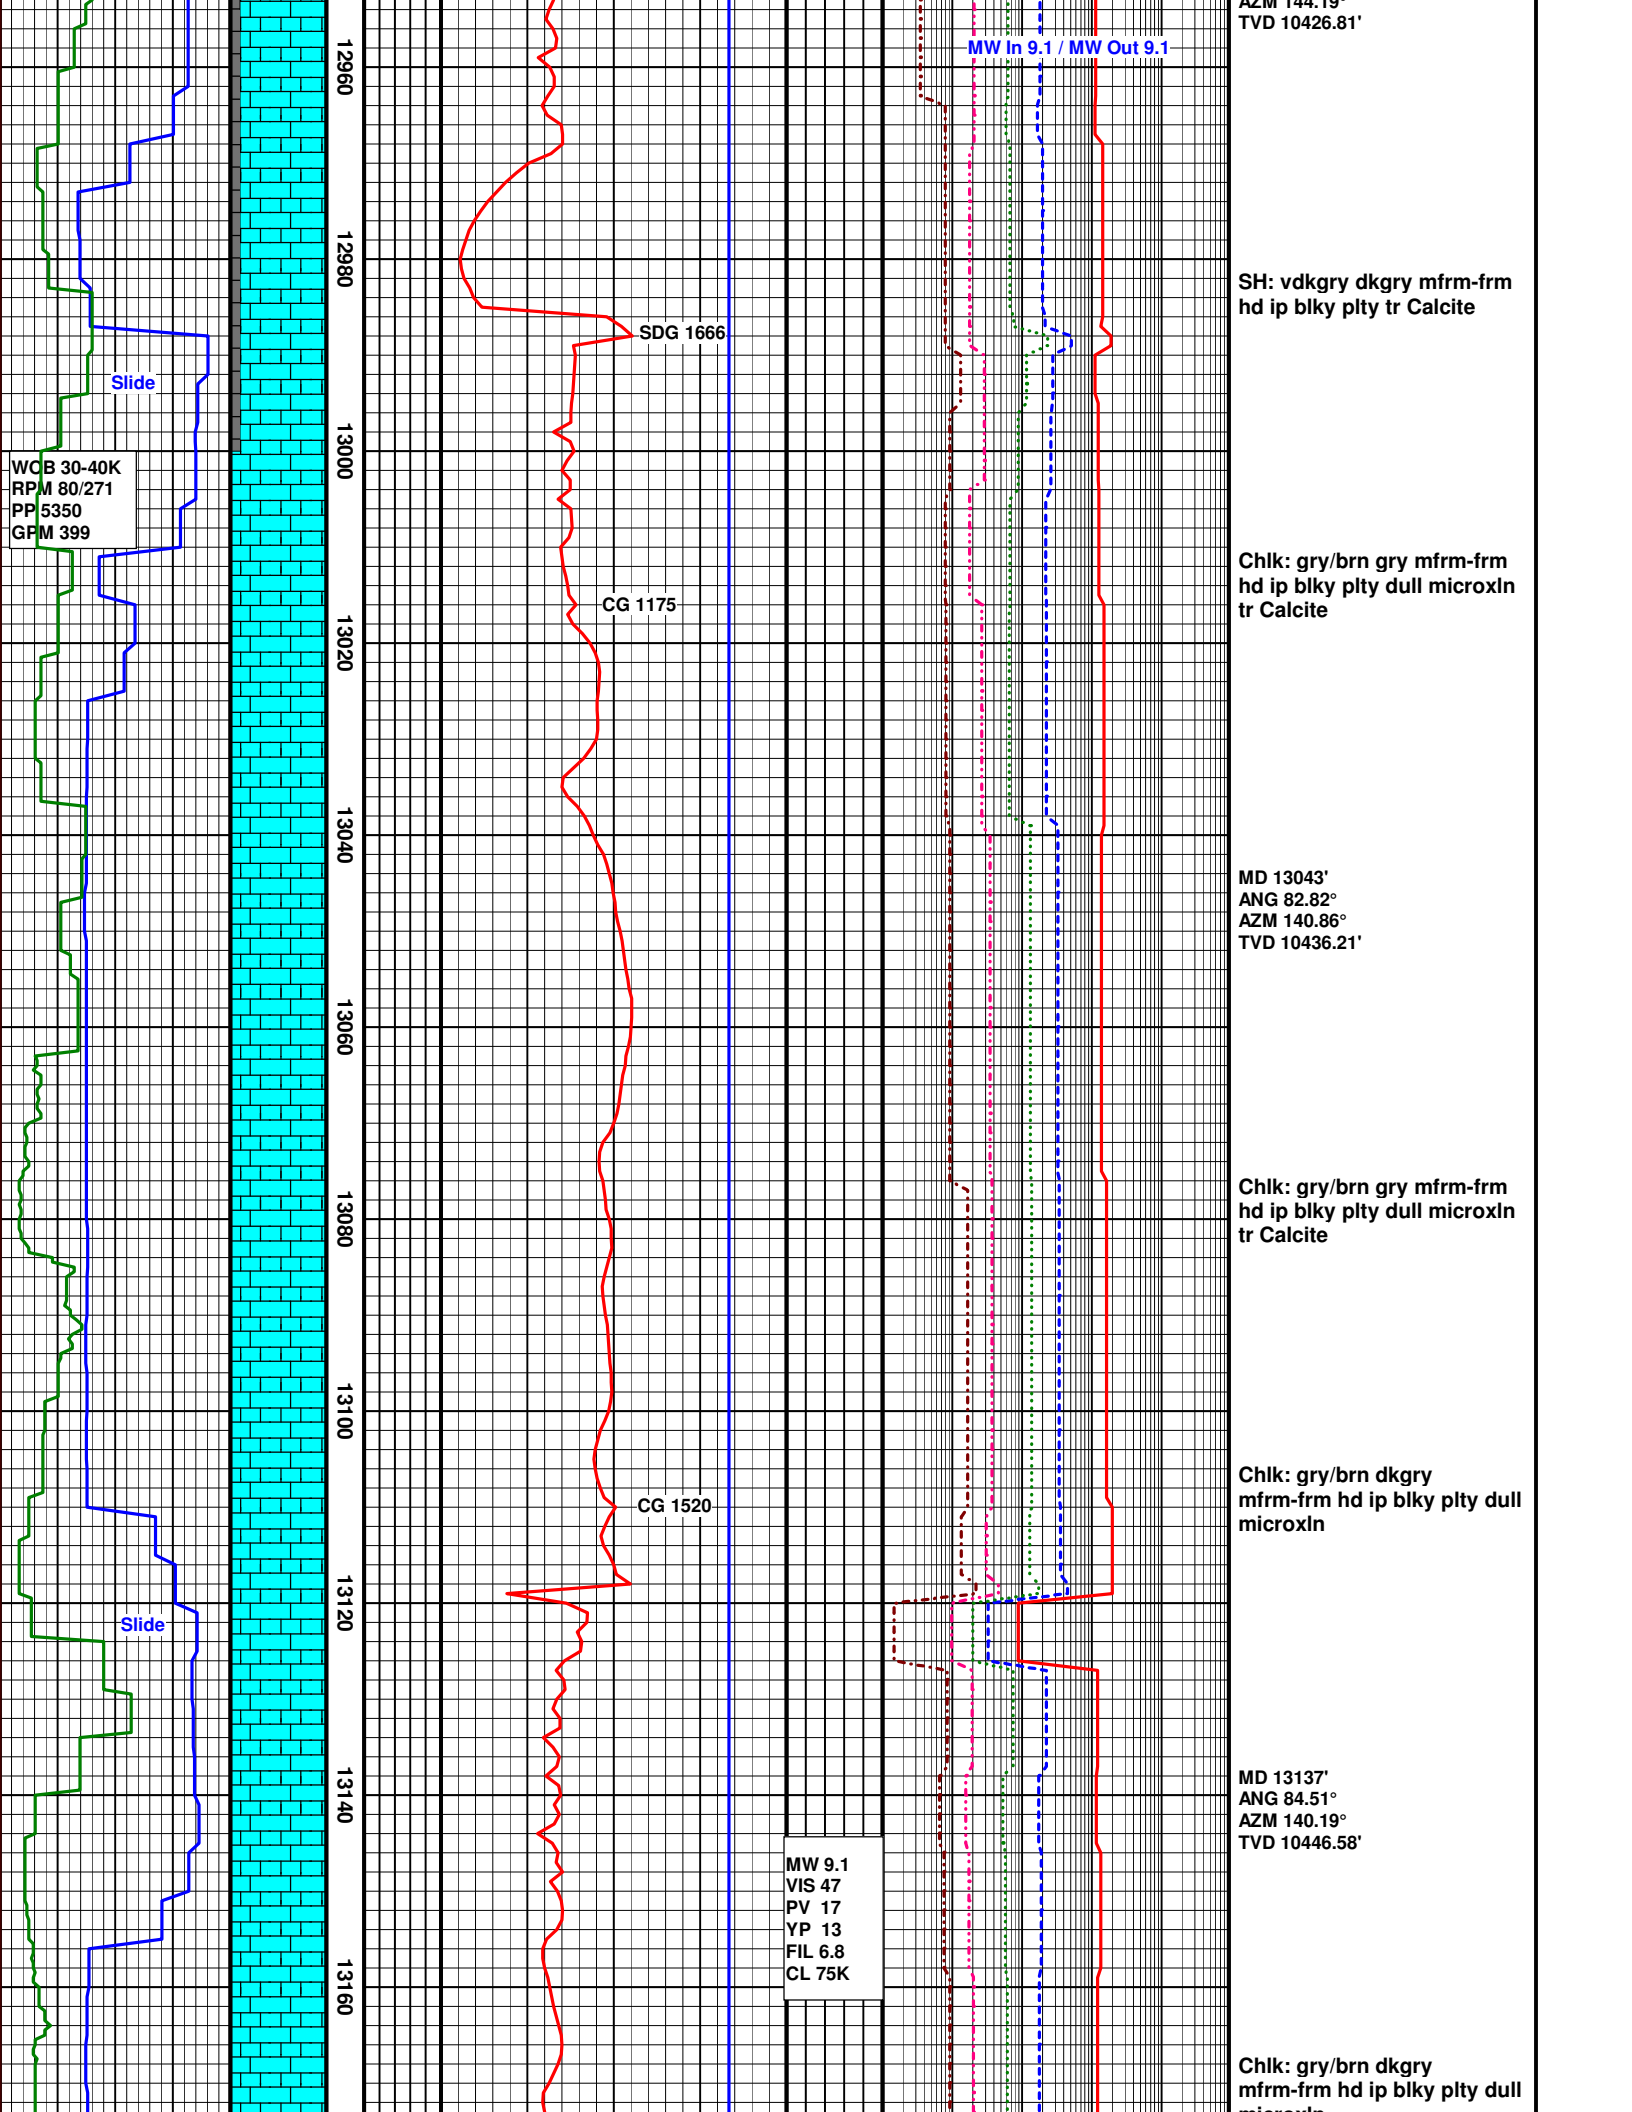 AZM 144.19°
TVD 10426.81'
MW In 9.1 / MW Out 9.1
12960
12980
SH: vdkgry dkgry mfrm-frm
hd ip blky plty tr Calcite
SDG 1666
Slide
13000
WOB 30-40K
RPM 80/271
PP 5350
GPM 399
Chlk: gry/brn gry mfrm-frm
hd ip blky plty dull microxln
tr Calcite
CG 1175
13020
13040
MD 13043'
ANG 82.82°
AZM 140.86°
TVD 10436.21'
13060
Chlk: gry/brn gry mfrm-frm
hd ip blky plty dull microxln
tr Calcite
13080
13100
Chlk: gry/brn dkgry
mfrm-frm hd ip blky plty dull
microxln
CG 1520
13120
Slide
MD 13137'
ANG 84.51°
AZM 140.19°
TVD 10446.58'
13140
MW 9.1
VIS 47
PV 17
YP 13
FIL 6.8
CL 75K
13160
Chlk: gry/brn dkgry
mfrm-frm hd ip blky plty dull
microxln